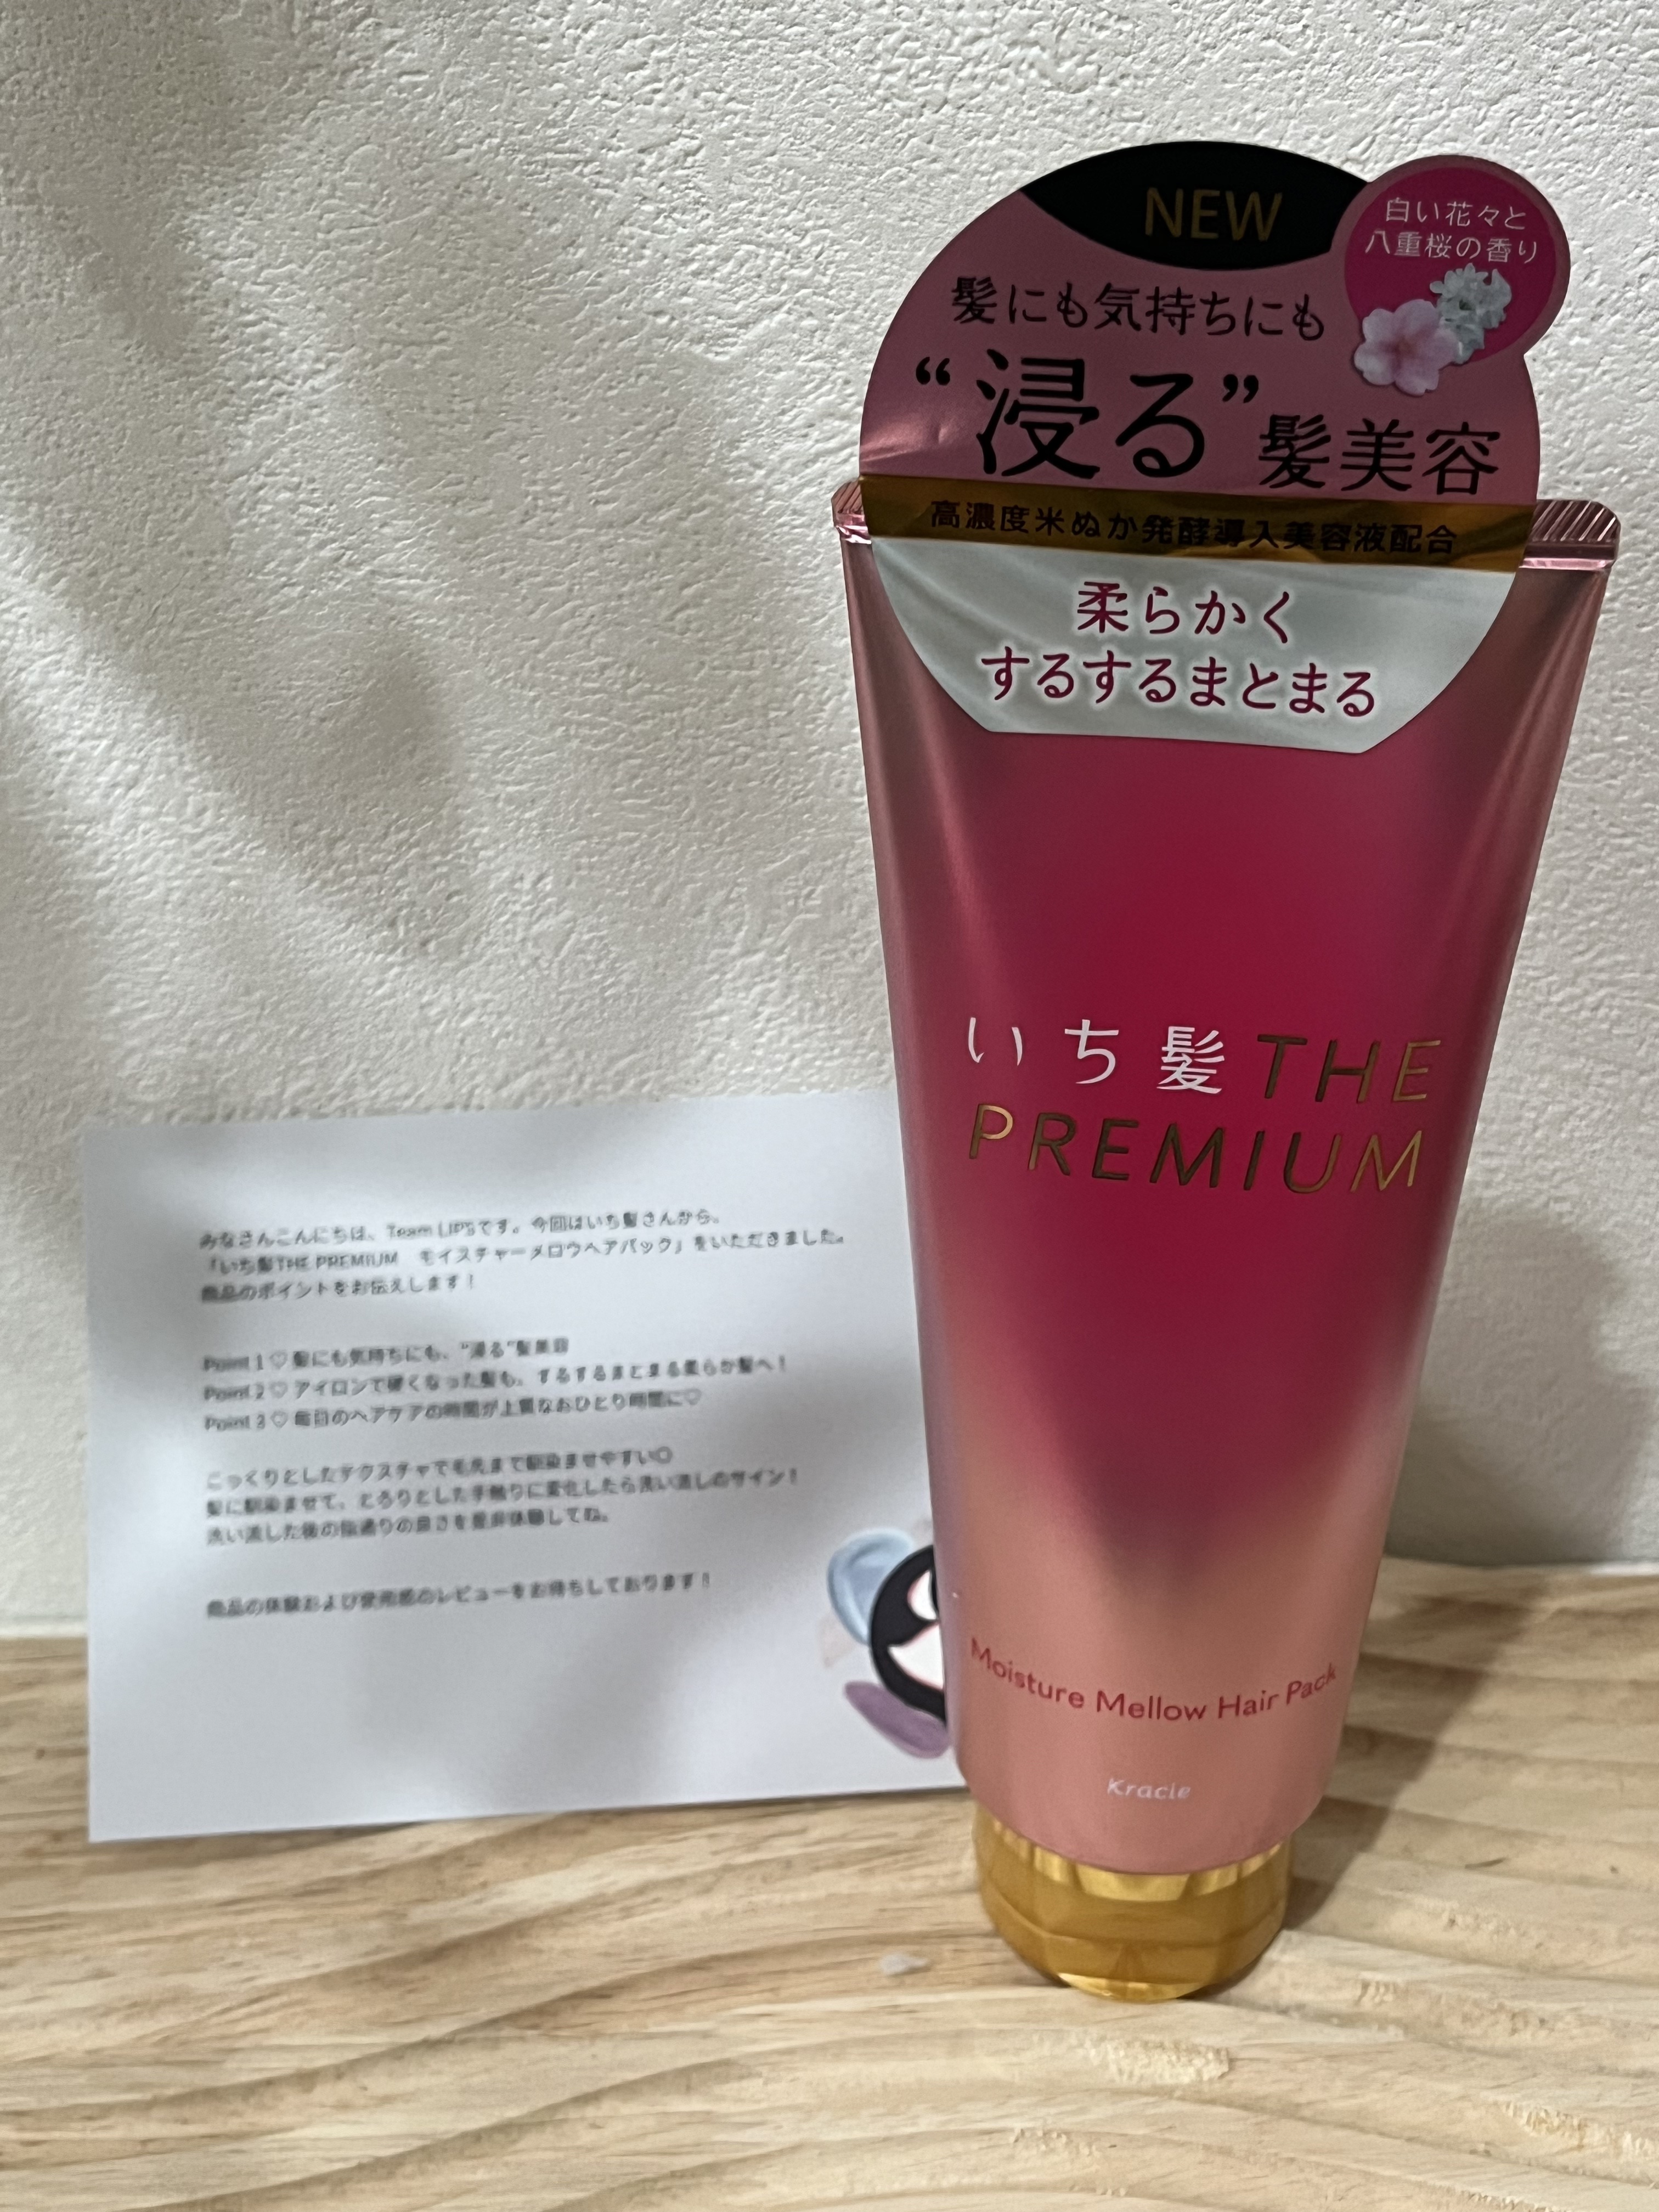 NEW
白い花々と
八重桜の香り
髪にも気持ちにも
“浸る”髪美容
高濃度米ぬか発酵導入美容液配合
柔らかく
するするまとまる
いち髪 THE
PREMIUM
Moisture Mellow Hair Pack
Kracie
みなさんこんにちは、Team LIPSです。今回はいち髪さんから、
「いち髪THE PREMIUM　モイスチャーメロウヘアパック」をいただきました。
商品のポイントをお伝えします！
Point 1♡髪にも気持ちにも、“浸る”髪美容
Point 2♡アイロンで硬くなった髪も、するするまとまる柔らか髪へ！
Point 3♡毎日のヘアケアの時間が上質なおひとり時間に♡
こっくりとしたテクスチャで毛先まで馴染ませやすい◎
髪に馴染ませて、とろりとした手触りに変化したら洗い流しのサイン！
洗い流した後の指通りの良さを是非体験してね。
商品の体験および使用感のレビューをお待ちしております！